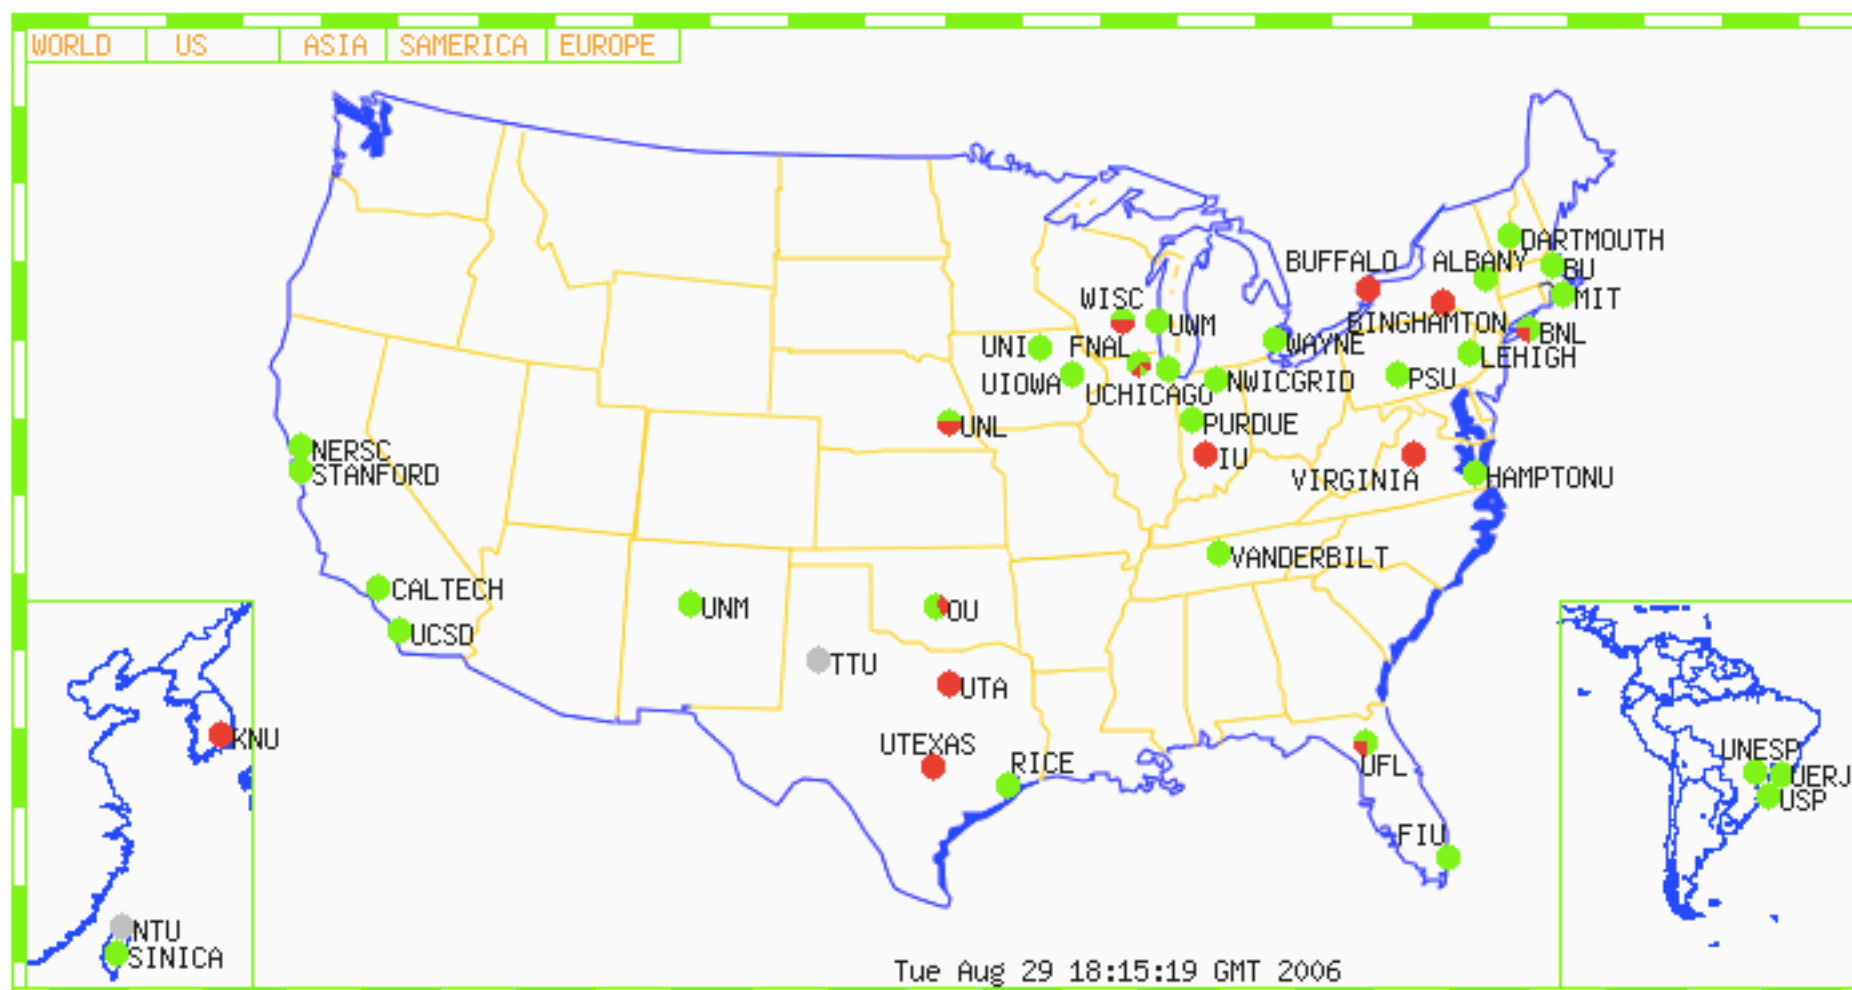 WORLD US ASIA SAMERICA EUROPE
DARTMOUTH
BUFFALO ALBANY BU
WISC MIT
UWM BINGHAMTON BNL
UNI FNAL WAYNE LEHIGH
UIOWA UCHICAGO NWICGRID PSU
UNL PURDUE
NERSC IU
STANFORD VIRGINIA HAMPTONU
VANDERBILT
CALTECH
UNM OU
UCSD
TTU
UTA
KNU UTEXAS UNESP
RICE UFL UERJ
USP
FIU
NTU
SINICA
Tue Aug 29 18:15:19 GMT 2006